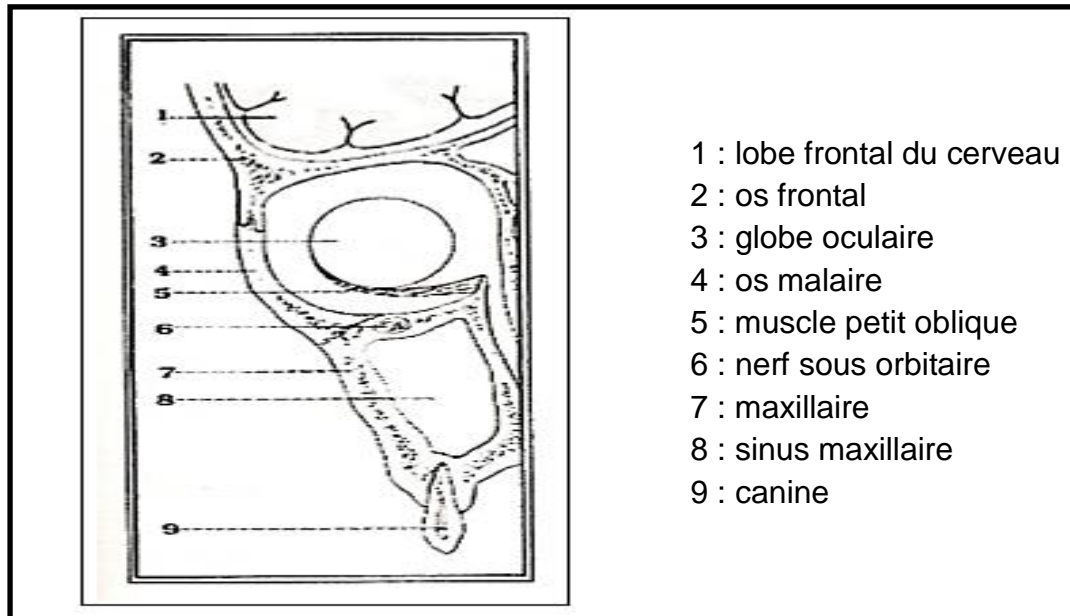 1
2
3
4
5
6
7
8
9
1 : lobe frontal du cerveau
2 : os frontal
3 : globe oculaire
4 : os malaire
5 : muscle petit oblique
6 : nerf sous orbitaire
7 : maxillaire
8 : sinus maxillaire
9 : canine